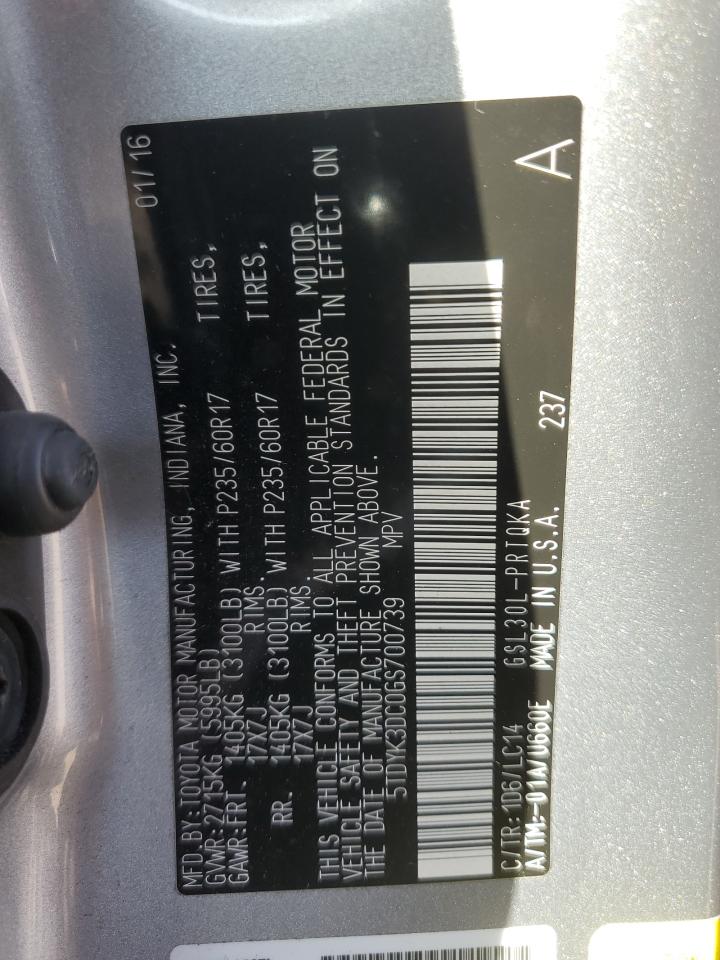 MFD.BY:TOYOTA MOTOR MANUFACTURING, INDIANA, INC. 01/16
GVWR:2715KG (5995LB)
GAWR:FRT. 1405KG (3100LB) WITH P235/60R17 TIRES,
17X7J RIMS.
RR. 1405KG (3100LB) WITH P235/60R17 TIRES,
17X7J RIMS.
THIS VEHICLE CONFORMS TO ALL APPLICABLE FEDERAL MOTOR
VEHICLE SAFETY AND THEFT PREVENTION STANDARDS IN EFFECT ON
THE DATE OF MANUFACTURE SHOWN ABOVE.
5TDYK3DC0GS700739 MPV
C/TR:1D6/LC14 GSL30L-PRTQKA
A/TM:-01A/U660E MADE IN U.S.A. 237 A